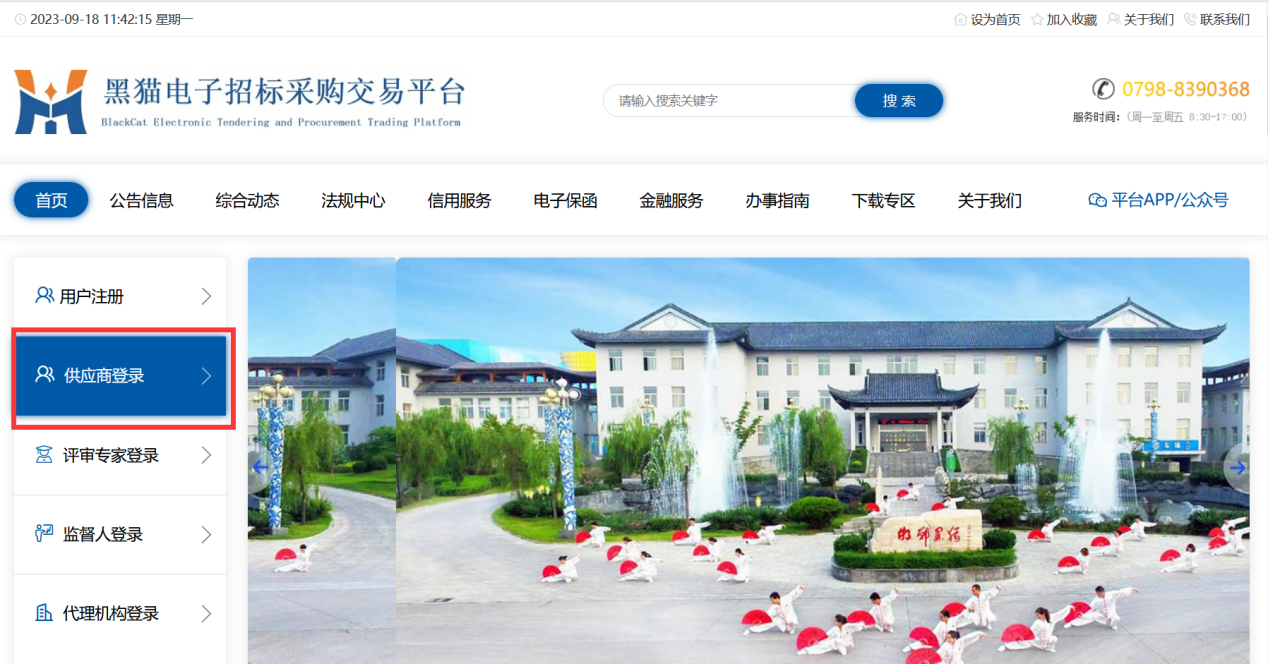 2023-09-18 11:42:15 星期一
设为首页 加入收藏 关于我们 联系我们
黑猫电子招标采购交易平台
BlackCat Electronic Tendering and Procurement Trading Platform
请输入搜索关键字
搜 索
0798-8390368
服务时间：（周一至周五 8:30-17:00）
首页 公告信息 综合动态 法规中心 信用服务 电子保函 金融服务 办事指南 下载专区 关于我们 平台APP/公众号
用户注册
供应商登录
评审专家登录
监督人登录
代理机构登录
邯郸黑猫